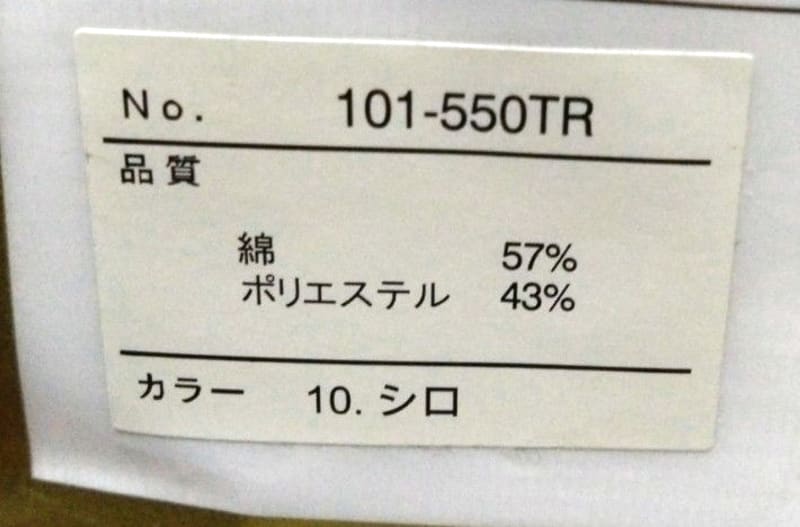 No. 101-550TR
品質
綿 57%
ポリエステル 43%
カラー 10. シロ